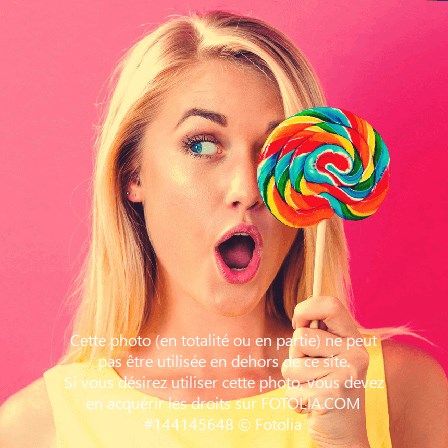 Cette photo (en totalité ou en partie) ne peut
pas être utilisée en dehors de ce site.
Si vous désirez utiliser cette photo, vous devez
en acquérir les droits sur FOTOLIA.COM
#144145648 © Fotolia